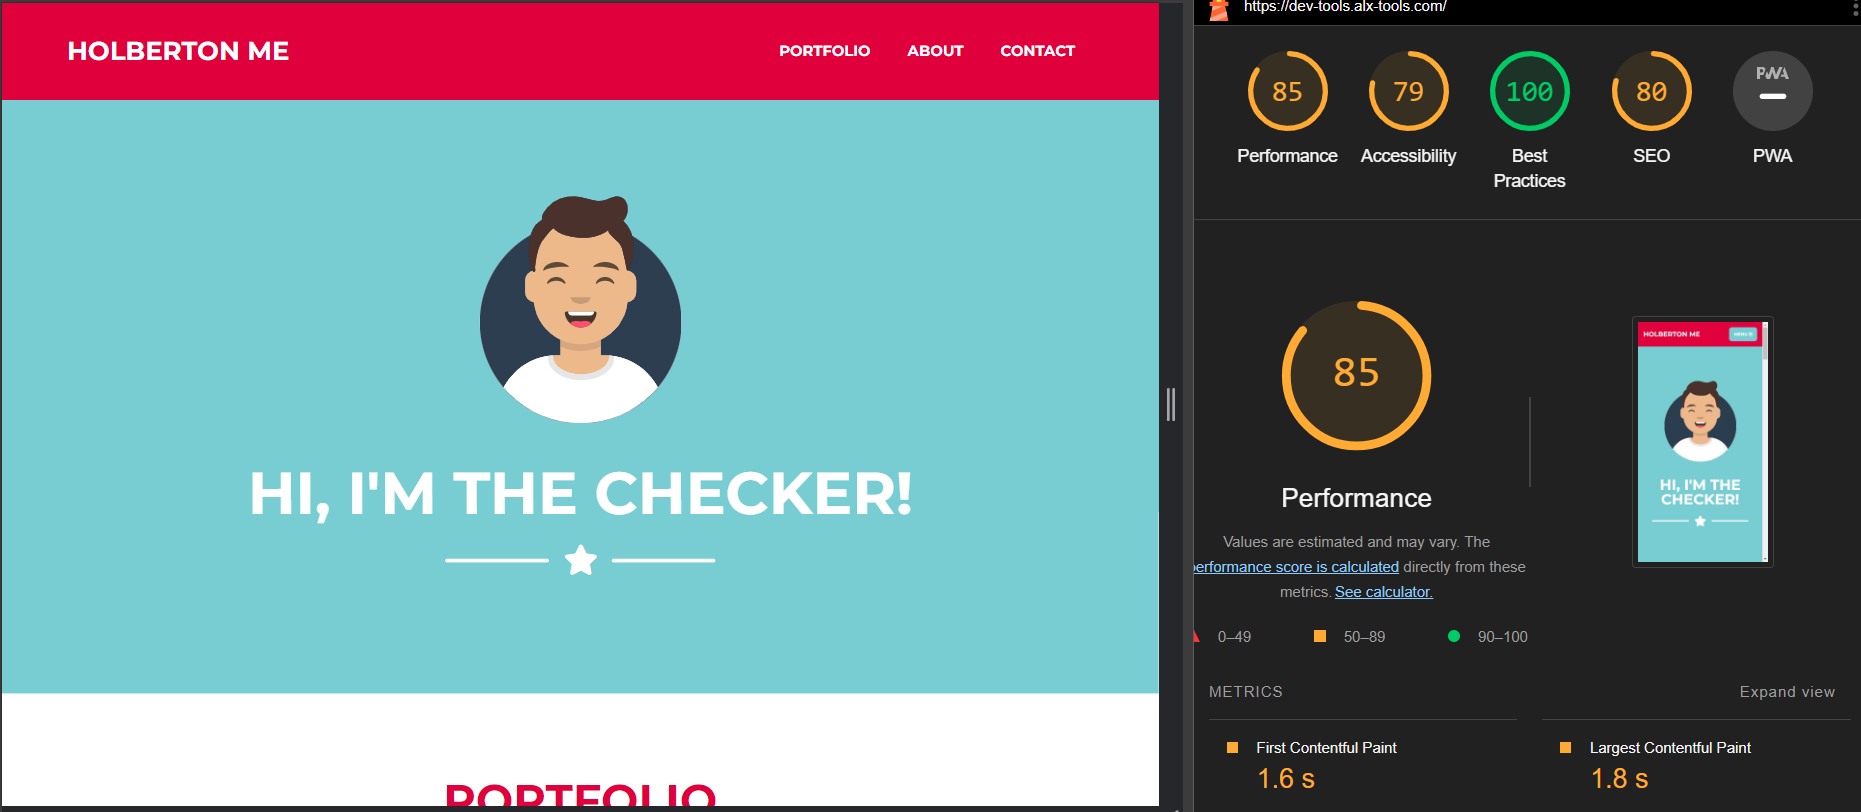 HOLBERTON ME
PORTFOLIO ABOUT CONTACT
HI, I'M THE CHECKER!
PORTFOLIO
https://dev-tools.alx-tools.com/
85 79 100 80 PWA
Performance Accessibility Best Practices SEO PWA
85
Performance
Values are estimated and may vary. The
performance score is calculated directly from these
metrics. See calculator.
0–49 50–89 90–100
HOLBERTON ME
HI, I'M THE
CHECKER!
METRICS Expand view
First Contentful Paint
1.6 s
Largest Contentful Paint
1.8 s